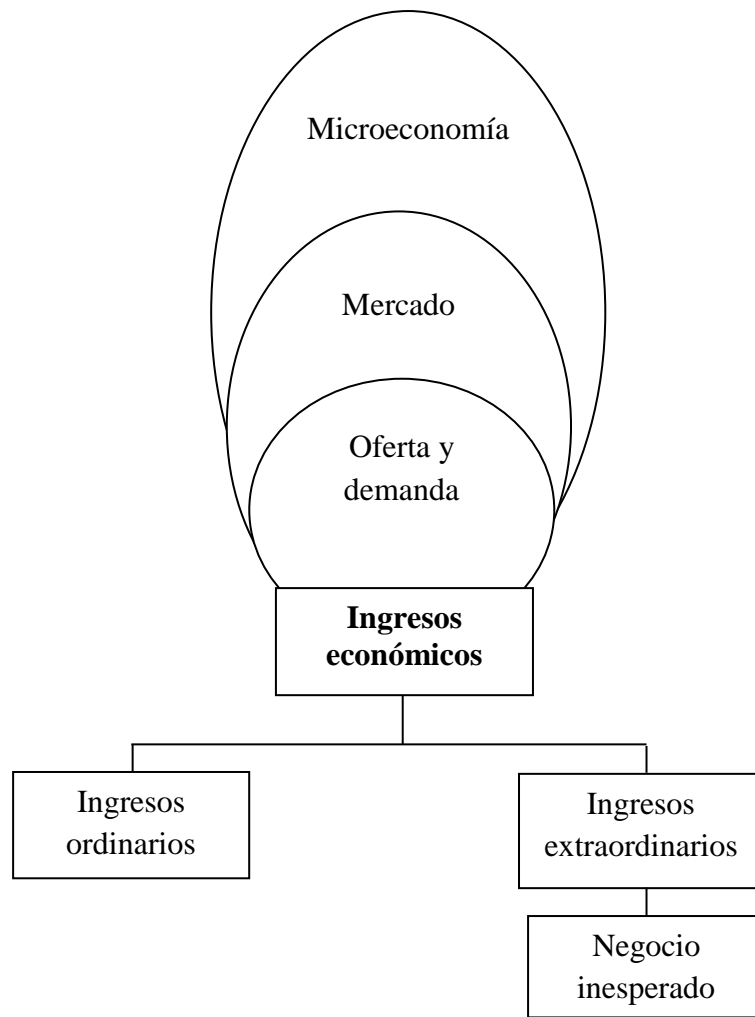 Microeconomía
Mercado
Oferta y
demanda
Ingresos
económicos
Ingresos
ordinarios
Ingresos
extraordinarios
Negocio
inesperado